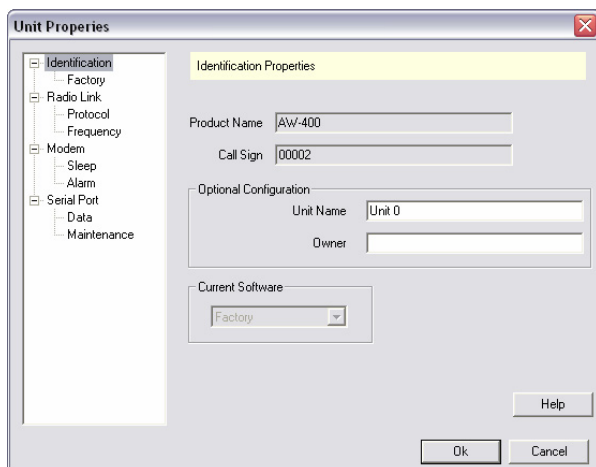 Unit Properies
Identification
Factory
Radio Link
Protocol
Frequency
Modem
Sleep
Alarm
Serial Port
Data
Maintenance
Identification Properties
Product Name AW-400
Call Sign 00002
Optional Configuration
Unit Name Unit 0
Owner
Current Software
Factory
Help
Ok Cancel